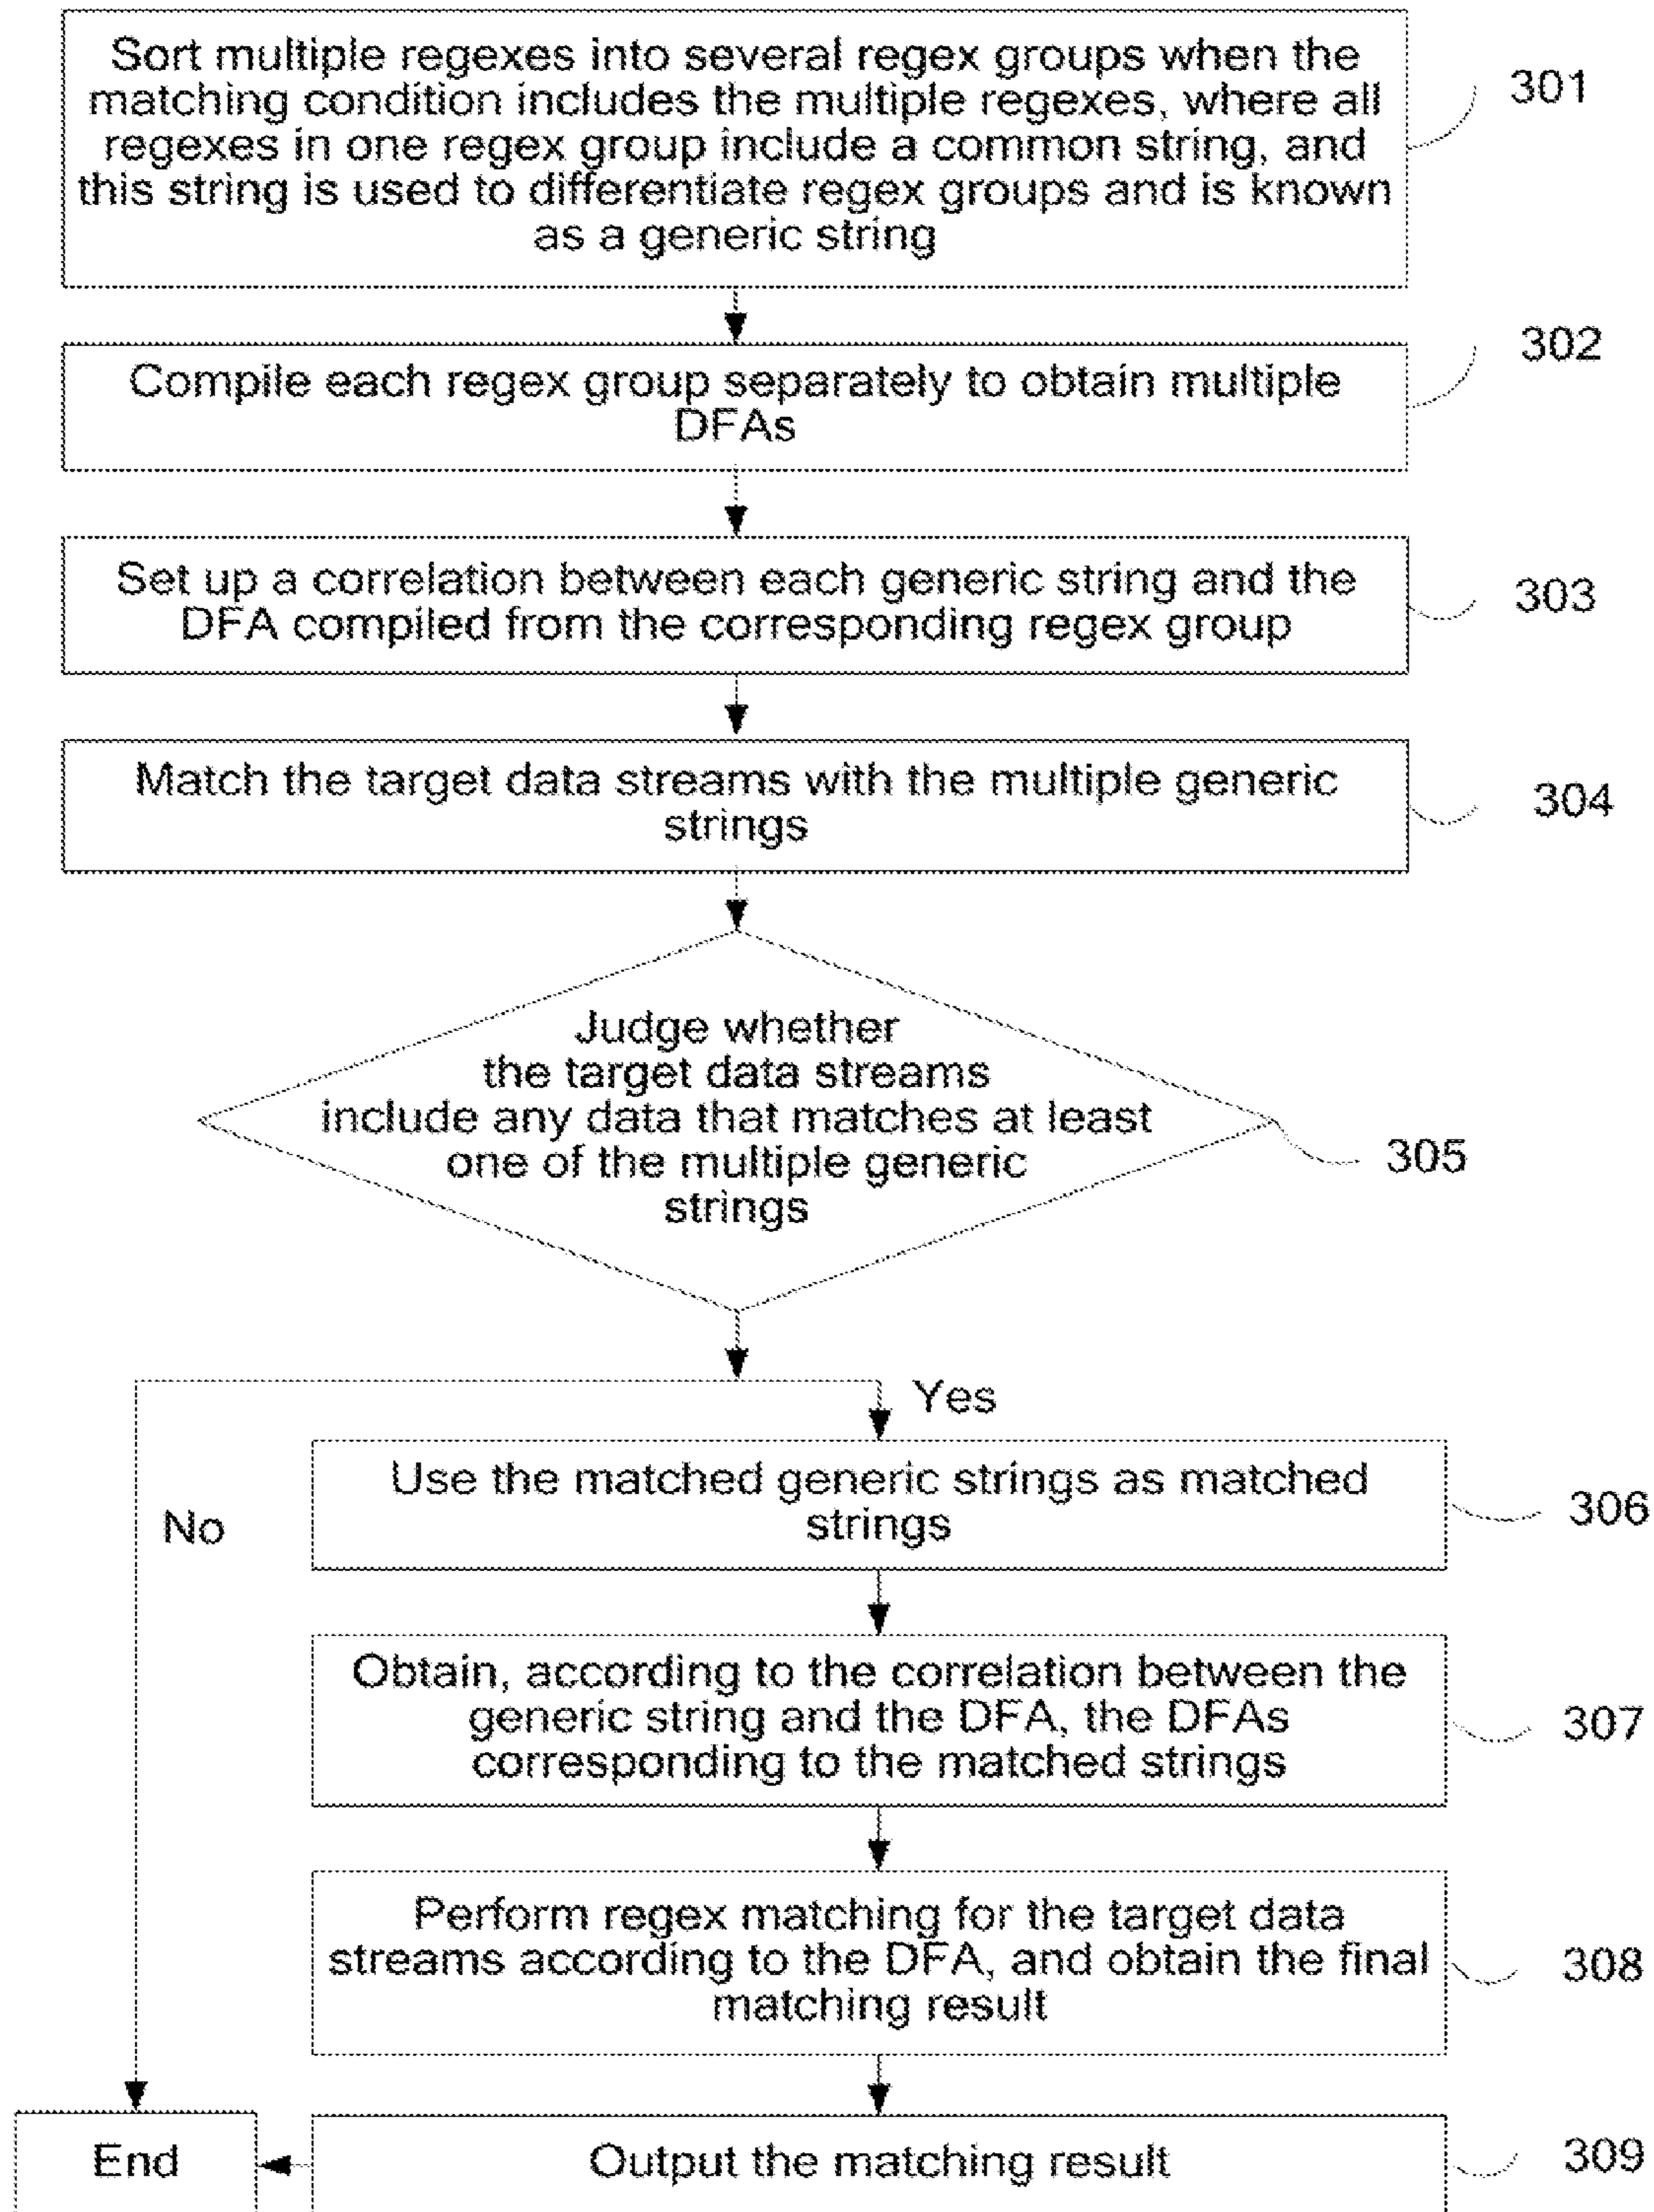 Sort multiple regexes into several regex groups when the
matching condition includes the multiple regexes, where all
regexes in one regex group include a common string, and
this string is used to differentiate regex groups and is known
as a generic string
301
Compile each regex group separately to obtain multiple
DFAs
302
Set up a correlation between each generic string and the
DFA compiled from the corresponding regex group
303
Match the target data streams with the multiple generic
strings
304
Judge whether
the target data streams
include any data that matches at least
one of the multiple generic
strings
305
Yes
No
Use the matched generic strings as matched
strings
306
Obtain, according to the correlation between the
generic string and the DFA, the DFAs
corresponding to the matched strings
307
Perform regex matching for the target data
streams according to the DFA, and obtain the final
matching result
308
End
Output the matching result
309